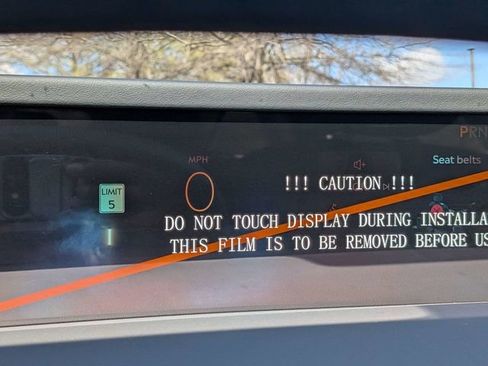 PRN
MPH
Seat belts
LIMIT
5
0
!!! CAUTION !!!
DO NOT TOUCH DISPLAY DURING INSTALLA
THIS FILM IS TO BE REMOVED BEFORE US